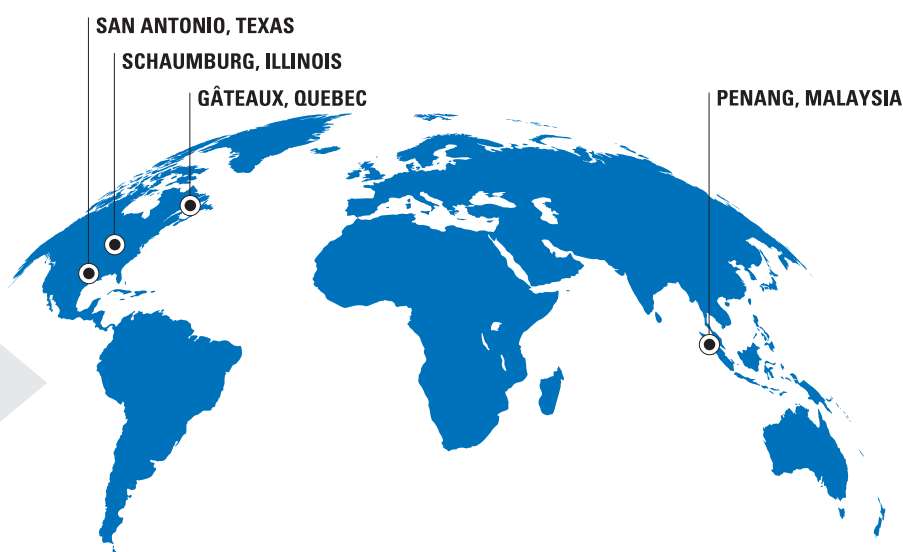 SAN ANTONIO, TEXAS
SCHAUMBURG, ILLINOIS
GÂTEAUX, QUEBEC
PENANG, MALAYSIA